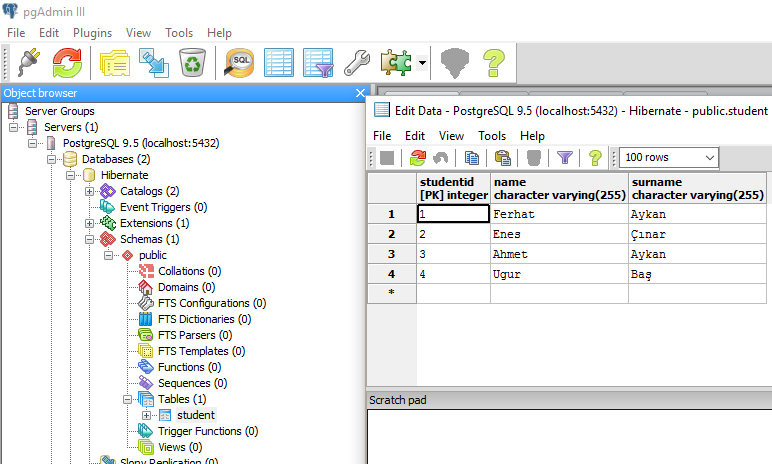 pgAdmin III
File Edit Plugins View Tools Help
SQL
Object browser
Server Groups
Servers (1)
PostgreSQL 9.5 (localhost:5432)
Databases (2)
Hibernate
Catalogs (2)
Event Triggers (0)
Extensions (1)
Schemas (1)
public
Collations (0)
Domains (0)
FTS Configurations (0)
FTS Dictionaries (0)
FTS Parsers (0)
FTS Templates (0)
Functions (0)
Sequences (0)
Tables (1)
student
Trigger Functions (0)
Views (0)
Slony Replication (0)
Edit Data - PostgreSQL 9.5 (localhost:5432) - Hibernate - public.student
File Edit View Tools Help
100 rows
studentid name surname
[PK] integer character varying(255) character varying(255)
1 1 Ferhat Aykan
2 2 Enes Çınar
3 3 Ahmet Aykan
4 4 Ugur Baş
*
Scratch pad